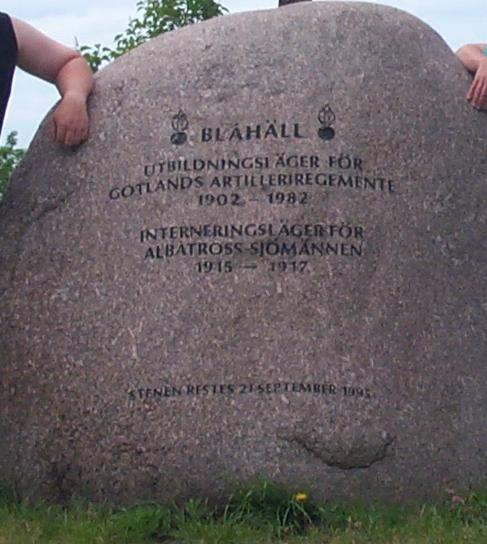 BLÅHÄLL
UTBILDNINGSLÄGER FÖR
GOTLANDS ARTILLERIREGEMENTE
1902 - 1982
INTERNERINGSLÄGER FÖR
ALBATROSS-SJÖMÄNNEN
1915 - 1917
STENEN RESTES 21 SEPTEMBER 1995